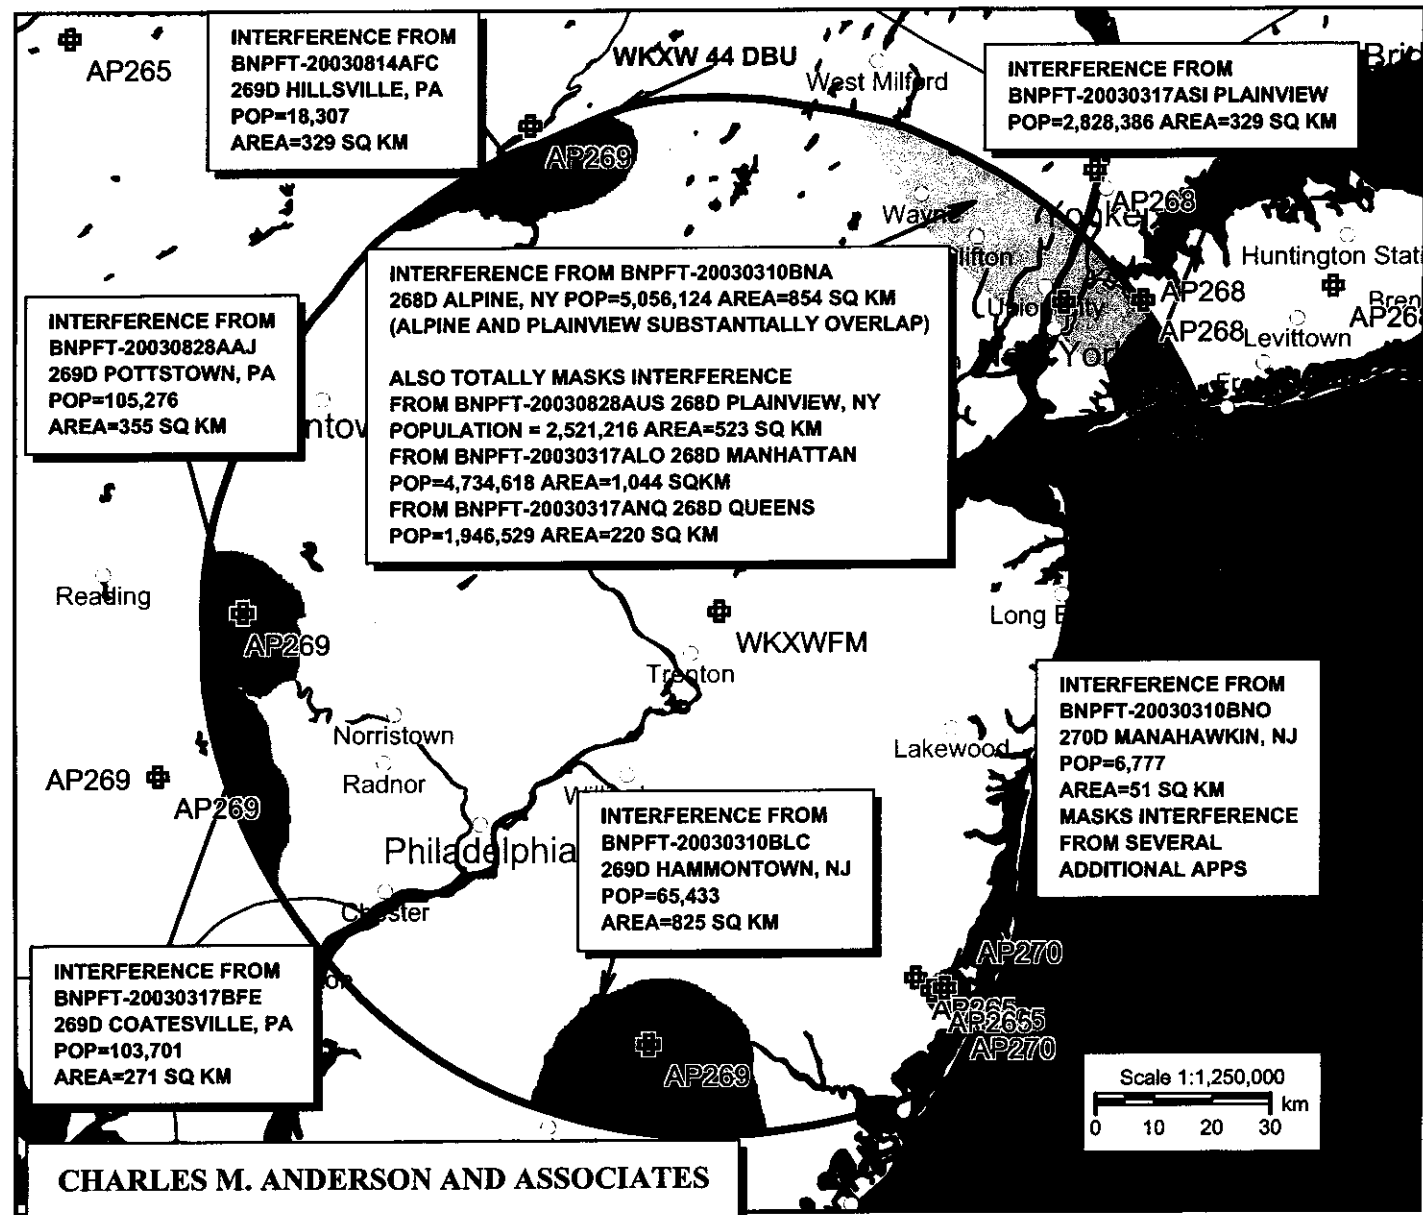 INTERFERENCE FROM
BNPFT-20030814AFC
269D HILLSVILLE, PA
POP=18,307
AREA=329 SQ KM
AP265
WKXW 44 DBU
West Milford
INTERFERENCE FROM
BNPFT-20030317ASI PLAINVIEW
POP=2,828,386 AREA=329 SQ KM
AP269
Wayne
AP268
Huntington Stat
INTERFERENCE FROM BNPFT-20030310BNA
268D ALPINE, NY POP=5,056,124 AREA=854 SQ KM
(ALPINE AND PLAINVIEW SUBSTANTIALLY OVERLAP)
ALSO TOTALLY MASKS INTERFERENCE
FROM BNPFT-20030828AUS 268D PLAINVIEW, NY
POPULATION = 2,521,216 AREA=523 SQ KM
FROM BNPFT-20030317ALO 268D MANHATTAN
POP=4,734,618 AREA=1,044 SQKM
FROM BNPFT-20030317ANQ 268D QUEENS
POP=1,946,529 AREA=220 SQ KM
AP268
AP268
Levittown
INTERFERENCE FROM
BNPFT-20030828AAJ
269D POTTSTOWN, PA
POP=105,276
AREA=355 SQ KM
Reading
AP269
WKXWFM
Long
Trenton
Norristown
Radnor
Lakewood
INTERFERENCE FROM
BNPFT-20030310BNO
270D MANAHAWKIN, NJ
POP=6,777
AREA=51 SQ KM
MASKS INTERFERENCE
FROM SEVERAL
ADDITIONAL APPS
AP269
AP269
Philadelphia
Chester
INTERFERENCE FROM
BNPFT-20030310BLC
269D HAMMONTOWN, NJ
POP=65,433
AREA=825 SQ KM
INTERFERENCE FROM
BNPFT-20030317BFE
269D COATESVILLE, PA
POP=103,701
AREA=271 SQ KM
AP270
AP265
AP265
AP270
AP269
Scale 1:1,250,000
km
0 10 20 30
CHARLES M. ANDERSON AND ASSOCIATES